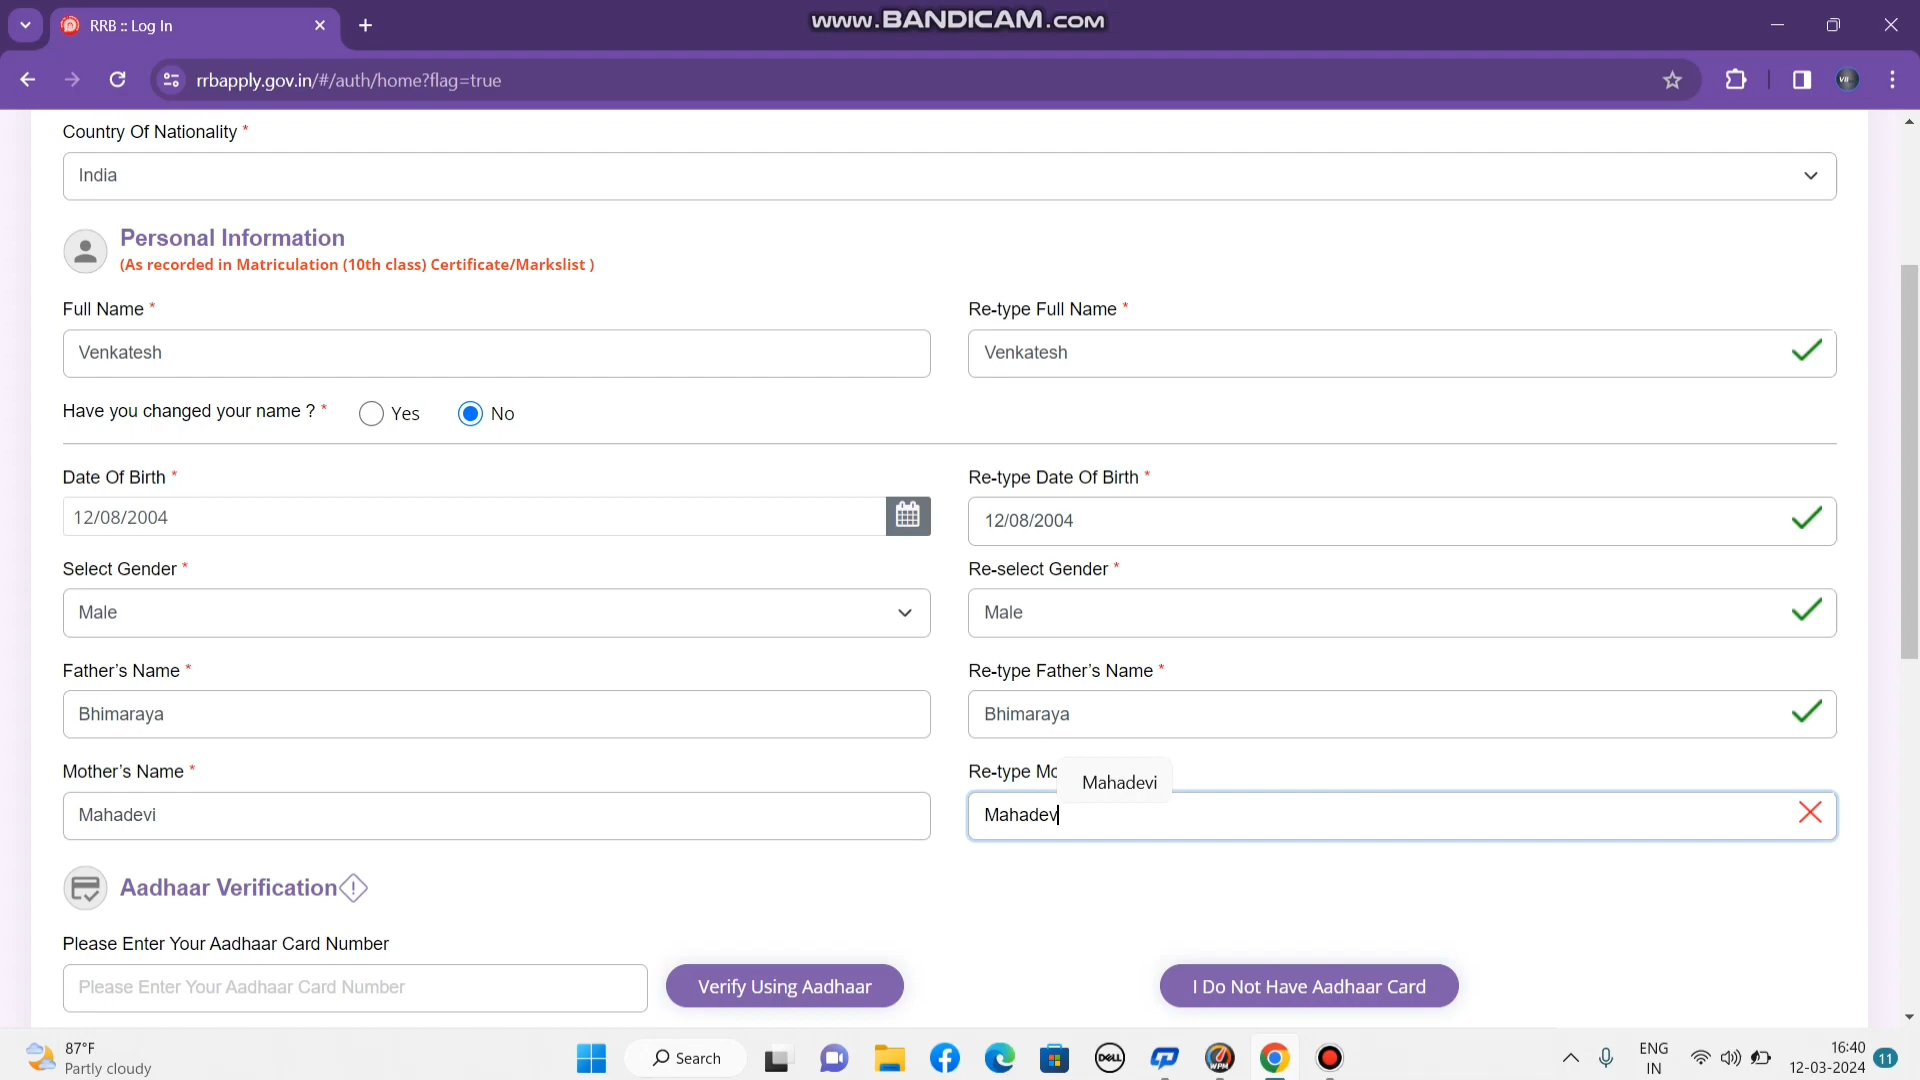 RRB :: Log In
www.BANDICAM.com
rrbapply.gov.in/#/auth/home?flag=true
Country Of Nationality *
India
Personal Information
(As recorded in Matriculation (10th class) Certificate/Markslist )
Full Name *
Re-type Full Name *
Venkatesh
Venkatesh
Have you changed your name ? * Yes No
Date Of Birth *
Re-type Date Of Birth *
12/08/2004
12/08/2004
Select Gender *
Re-select Gender *
Male
Male
Father's Name *
Re-type Father's Name *
Bhimaraya
Bhimaraya
Mother's Name *
Re-type Mo
Mahadevi
Mahadevi
Mahadev
Aadhaar Verification
Please Enter Your Aadhaar Card Number
Please Enter Your Aadhaar Card Number
Verify Using Aadhaar
I Do Not Have Aadhaar Card
87°F
Partly cloudy
Search
DELL
WPM
ENG
IN
16:40
12-03-2024
11